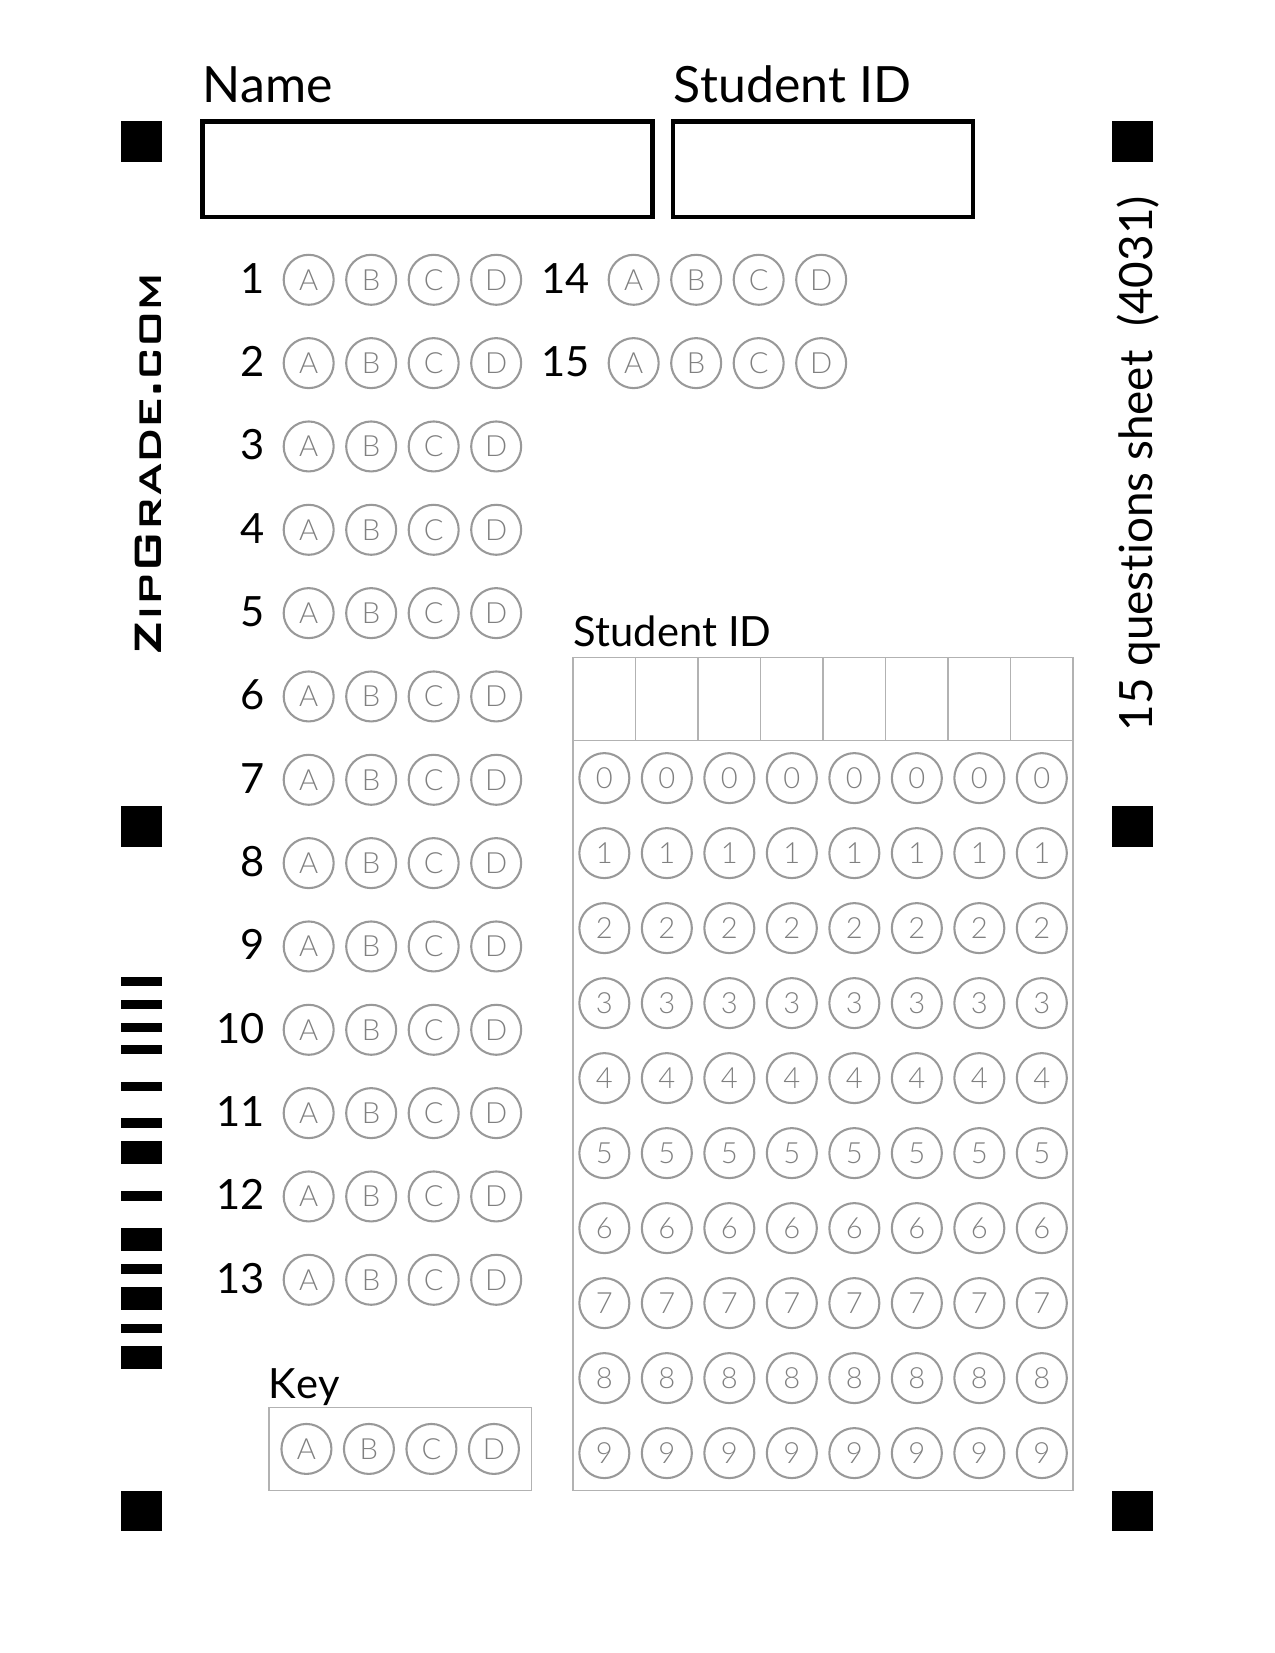 Name
Student ID
1 A B C D
2 A B C D
3 A B C D
4 A B C D
5 A B C D
6 A B C D
7 A B C D
8 A B C D
9 A B C D
10 A B C D
11 A B C D
12 A B C D
13 A B C D
14 A B C D
15 A B C D
Key
A B C D
Student ID
0 0 0 0 0 0 0 0
1 1 1 1 1 1 1 1
2 2 2 2 2 2 2 2
3 3 3 3 3 3 3 3
4 4 4 4 4 4 4 4
5 5 5 5 5 5 5 5
6 6 6 6 6 6 6 6
7 7 7 7 7 7 7 7
8 8 8 8 8 8 8 8
9 9 9 9 9 9 9 9
ZIPGRADE.COM
15 questions sheet (4031)